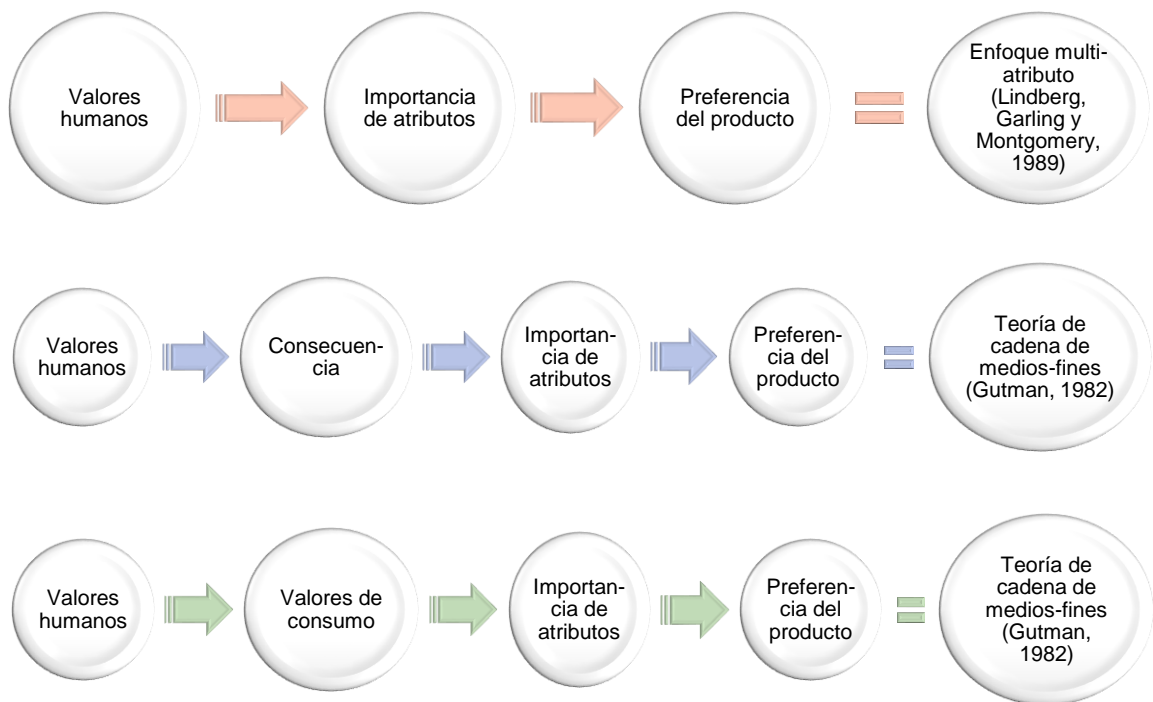 Valores
humanos
Importancia
de atributos
Preferencia
del producto
Enfoque multi-
atributo
(Lindberg,
Garling y
Montgomery,
1989)
Valores
humanos
Consecuen-
cia
Importan-
cia de
atributos
Preferen-
cia del
producto
Teoría de
cadena de
medios-fines
(Gutman, 1982)
Valores
humanos
Valores de
consumo
Importan-
cia de
atributos
Preferen-
cia del
producto
Teoría de
cadena de
medios-fines
(Gutman,
1982)